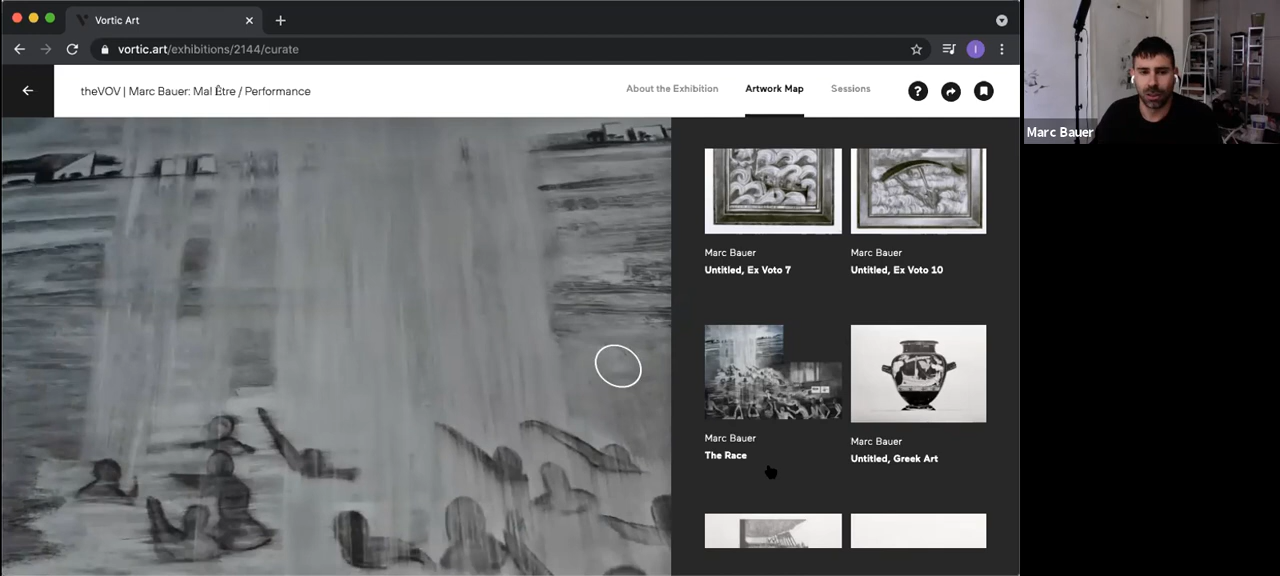 Vortic Art
vortic.art/exhibitions/2144/curate
I
theVOV | Marc Bauer: Mal Être / Performance
About the Exhibition
Artwork Map
Sessions
?
Marc Bauer
Marc Bauer
Untitled, Ex Voto 7
Marc Bauer
Untitled, Ex Voto 10
Marc Bauer
The Race
Marc Bauer
Untitled, Greek Art